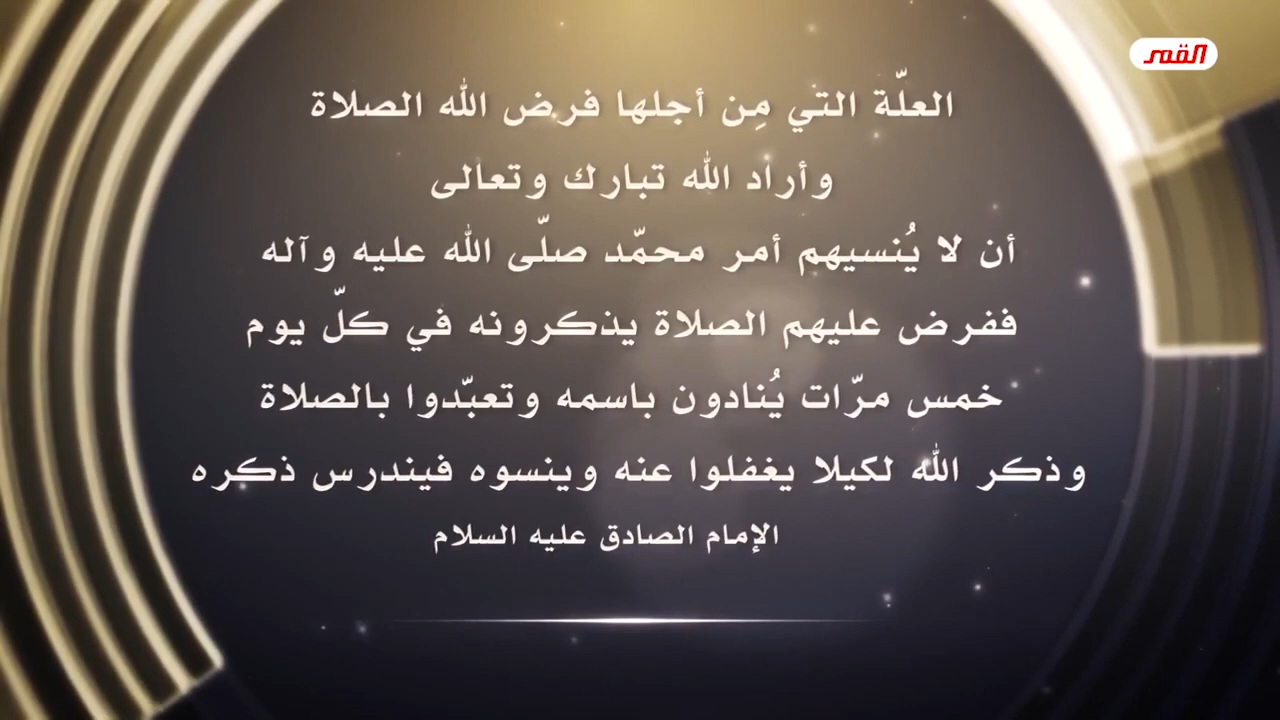 القمر
العلّة التي مِن أجلها فرض الله الصلاة
وأراد الله تبارك وتعالى
أن لا يُنسيهم أمر محمّد صلّى الله عليه وآله
ففرض عليهم الصلاة يذكرونه في كلّ يوم
خمس مرّات يُنادون باسمه وتعبّدوا بالصلاة
وذكر الله لكيلا يغفلوا عنه وينسوه فيندرس ذكره
الإمام الصادق عليه السلام